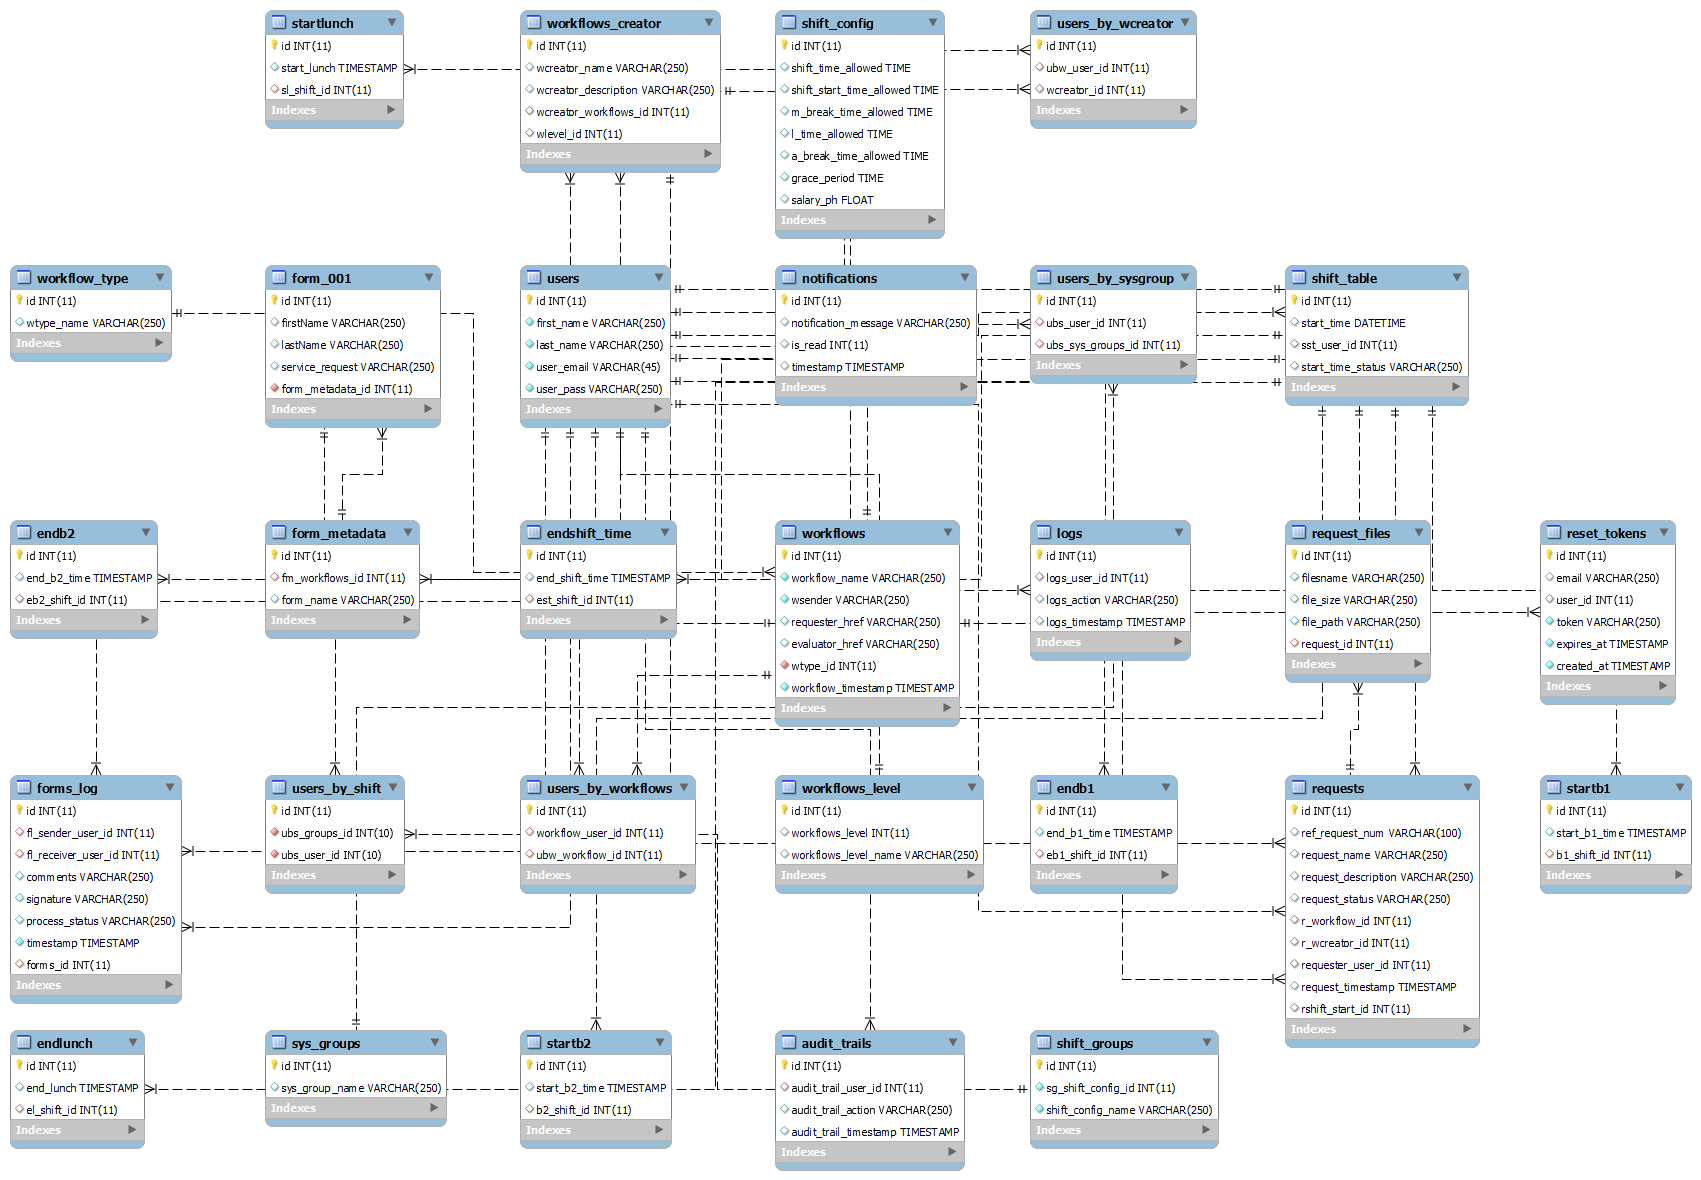 startlunch
id INT(11)
start_lunch TIMESTAMP
sl_shift_id INT(11)
Indexes
workflows_creator
id INT(11)
wcreator_name VARCHAR(250)
wcreator_description VARCHAR(250)
wcreator_workflows_id INT(11)
wlevel_id INT(11)
Indexes
shift_config
id INT(11)
shift_time_allowed TIME
shift_start_time_allowed TIME
m_break_time_allowed TIME
l_time_allowed TIME
a_break_time_allowed TIME
grace_period TIME
salary_ph FLOAT
Indexes
users_by_wcreator
id INT(11)
ubw_user_id INT(11)
wcreator_id INT(11)
Indexes
workflow_type
id INT(11)
wtype_name VARCHAR(250)
Indexes
form_001
id INT(11)
firstName VARCHAR(250)
lastName VARCHAR(250)
service_request VARCHAR(250)
form_metadata_id INT(11)
Indexes
users
id INT(11)
first_name VARCHAR(250)
last_name VARCHAR(250)
user_email VARCHAR(45)
user_pass VARCHAR(250)
Indexes
notifications
id INT(11)
notification_message VARCHAR(250)
is_read INT(11)
timestamp TIMESTAMP
Indexes
users_by_sysgroup
id INT(11)
ubs_user_id INT(11)
ubs_sys_groups_id INT(11)
Indexes
shift_table
id INT(11)
start_time DATETIME
sst_user_id INT(11)
start_time_status VARCHAR(250)
Indexes
endb2
id INT(11)
end_b2_time TIMESTAMP
eb2_shift_id INT(11)
Indexes
form_metadata
id INT(11)
fm_workflows_id INT(11)
form_name VARCHAR(250)
Indexes
endshift_time
id INT(11)
end_shift_time TIMESTAMP
est_shift_id INT(11)
Indexes
workflows
id INT(11)
workflow_name VARCHAR(250)
wsender VARCHAR(250)
requester_href VARCHAR(250)
evaluator_href VARCHAR(250)
wtype_id INT(11)
workflow_timestamp TIMESTAMP
Indexes
logs
id INT(11)
logs_user_id INT(11)
logs_action VARCHAR(250)
logs_timestamp TIMESTAMP
Indexes
request_files
id INT(11)
filesname VARCHAR(250)
file_size VARCHAR(250)
file_path VARCHAR(250)
request_id INT(11)
Indexes
reset_tokens
id INT(11)
email VARCHAR(250)
user_id INT(11)
token VARCHAR(250)
expires_at TIMESTAMP
created_at TIMESTAMP
Indexes
forms_log
id INT(11)
fl_sender_user_id INT(11)
fl_receiver_user_id INT(11)
comments VARCHAR(250)
signature VARCHAR(250)
process_status VARCHAR(250)
timestamp TIMESTAMP
forms_id INT(11)
Indexes
users_by_shift
id INT(11)
ubs_groups_id INT(10)
ubs_user_id INT(10)
Indexes
users_by_workflows
id INT(11)
workflow_user_id INT(11)
ubw_workflow_id INT(11)
Indexes
workflows_level
id INT(11)
workflows_level INT(11)
workflows_level_name VARCHAR(250)
Indexes
endb1
id INT(11)
end_b1_time TIMESTAMP
eb1_shift_id INT(11)
Indexes
requests
id INT(11)
ref_request_num VARCHAR(100)
request_name VARCHAR(250)
request_description VARCHAR(250)
request_status VARCHAR(250)
r_workflow_id INT(11)
r_wcreator_id INT(11)
requester_user_id INT(11)
request_timestamp TIMESTAMP
rshift_start_id INT(11)
Indexes
startb1
id INT(11)
start_b1_time TIMESTAMP
b1_shift_id INT(11)
Indexes
endlunch
id INT(11)
end_lunch TIMESTAMP
el_shift_id INT(11)
Indexes
sys_groups
id INT(11)
sys_group_name VARCHAR(250)
Indexes
startb2
id INT(11)
start_b2_time TIMESTAMP
b2_shift_id INT(11)
Indexes
audit_trails
id INT(11)
audit_trail_user_id INT(11)
audit_trail_action VARCHAR(250)
audit_trail_timestamp TIMESTAMP
Indexes
shift_groups
id INT(11)
sg_shift_config_id INT(11)
shift_config_name VARCHAR(250)
Indexes